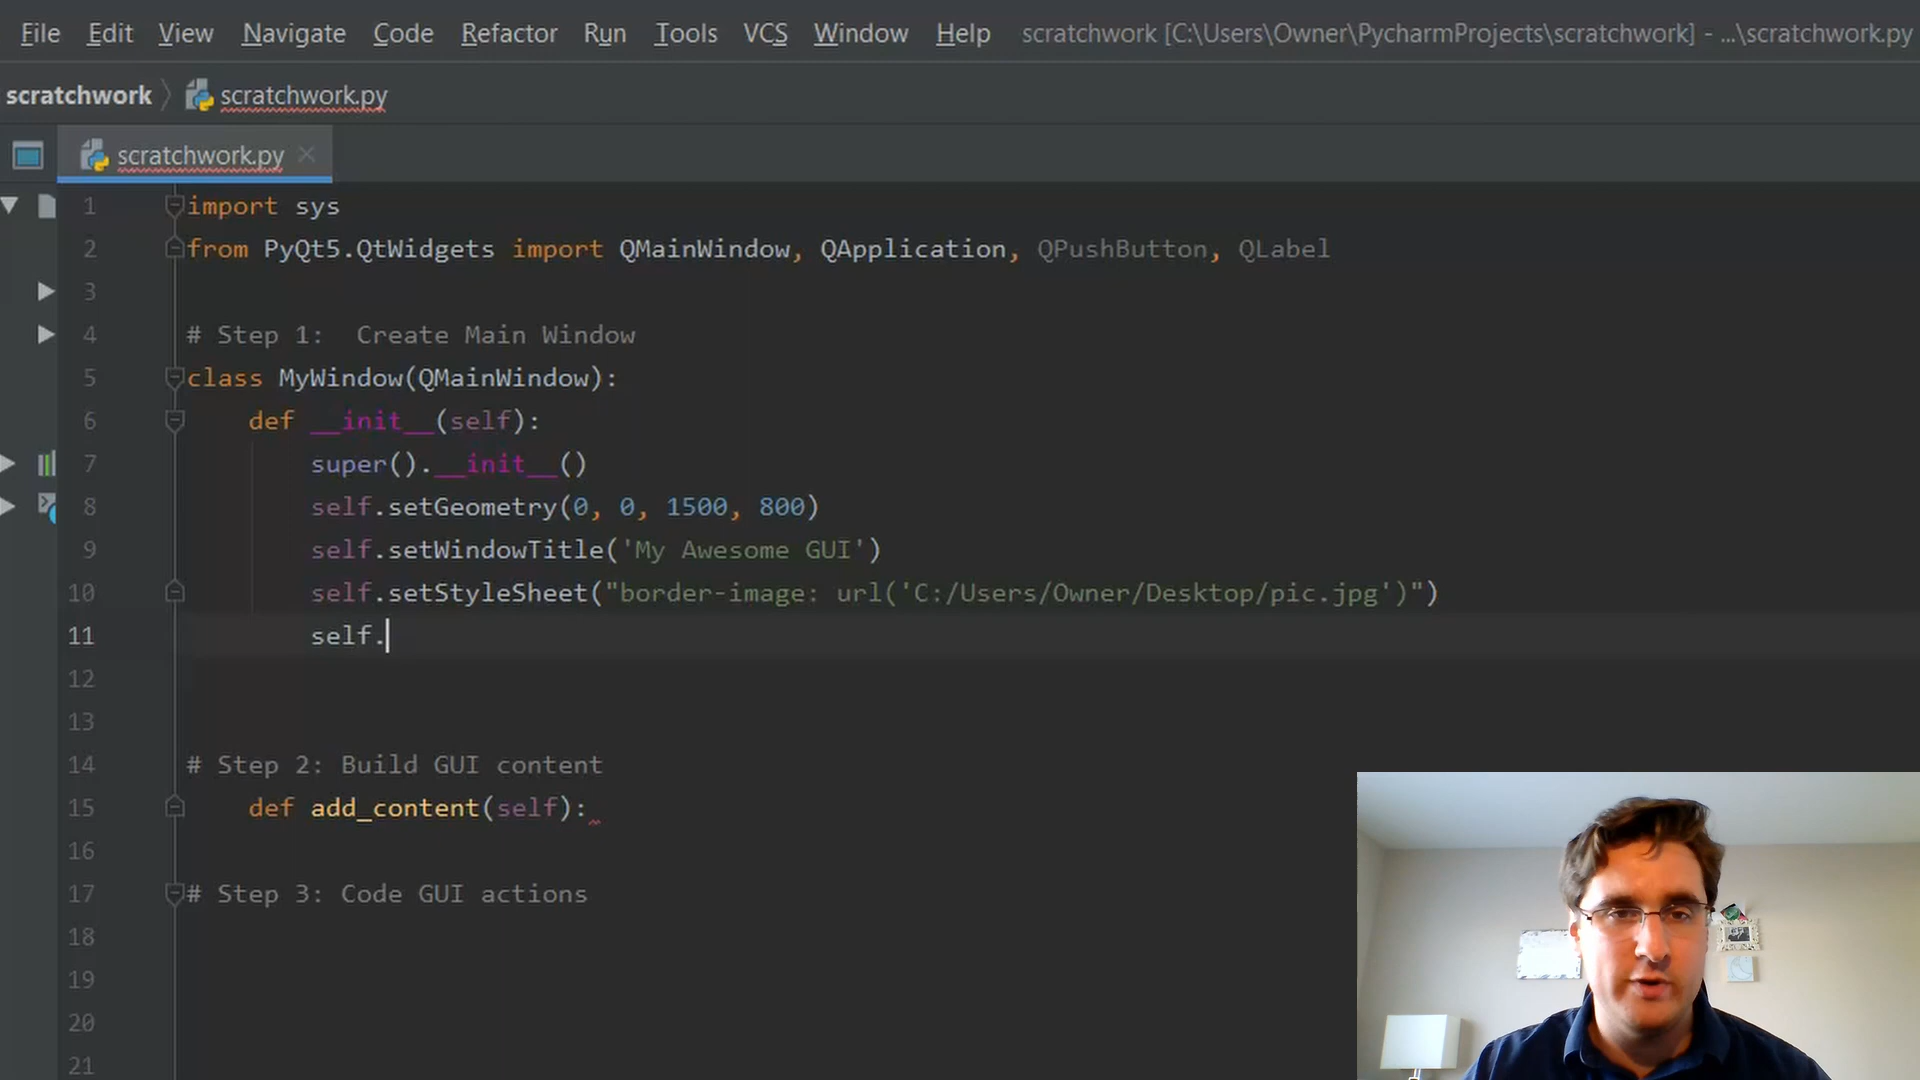 File Edit View Navigate Code Refactor Run Tools VCS Window Help scratchwork [C:\Users\Owner\PycharmProjects\scratchwork] - ...\scratchwork.py
scratchwork scratchwork.py
scratchwork.py
1 import sys
2 from PyQt5.QtWidgets import QMainWindow, QApplication, QPushButton, QLabel
3
4 # Step 1:  Create Main Window
5 class MyWindow(QMainWindow):
6 def __init__(self):
7 super().__init__()
8 self.setGeometry(0, 0, 1500, 800)
9 self.setWindowTitle('My Awesome GUI')
10 self.setStyleSheet("border-image: url('C:/Users/Owner/Desktop/pic.jpg')")
11 self.
12
13
14 # Step 2: Build GUI content
15 def add_content(self):
16
17 # Step 3: Code GUI actions
18
19
20
21